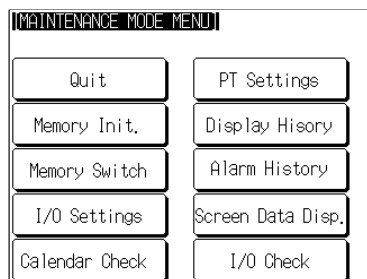 [MAINTENANCE MODE MENU]
Quit
PT Settings
Memory Init.
Display Hisory
Memory Switch
Alarm History
I/O Settings
Screen Data Disp.
Calendar Check
I/O Check